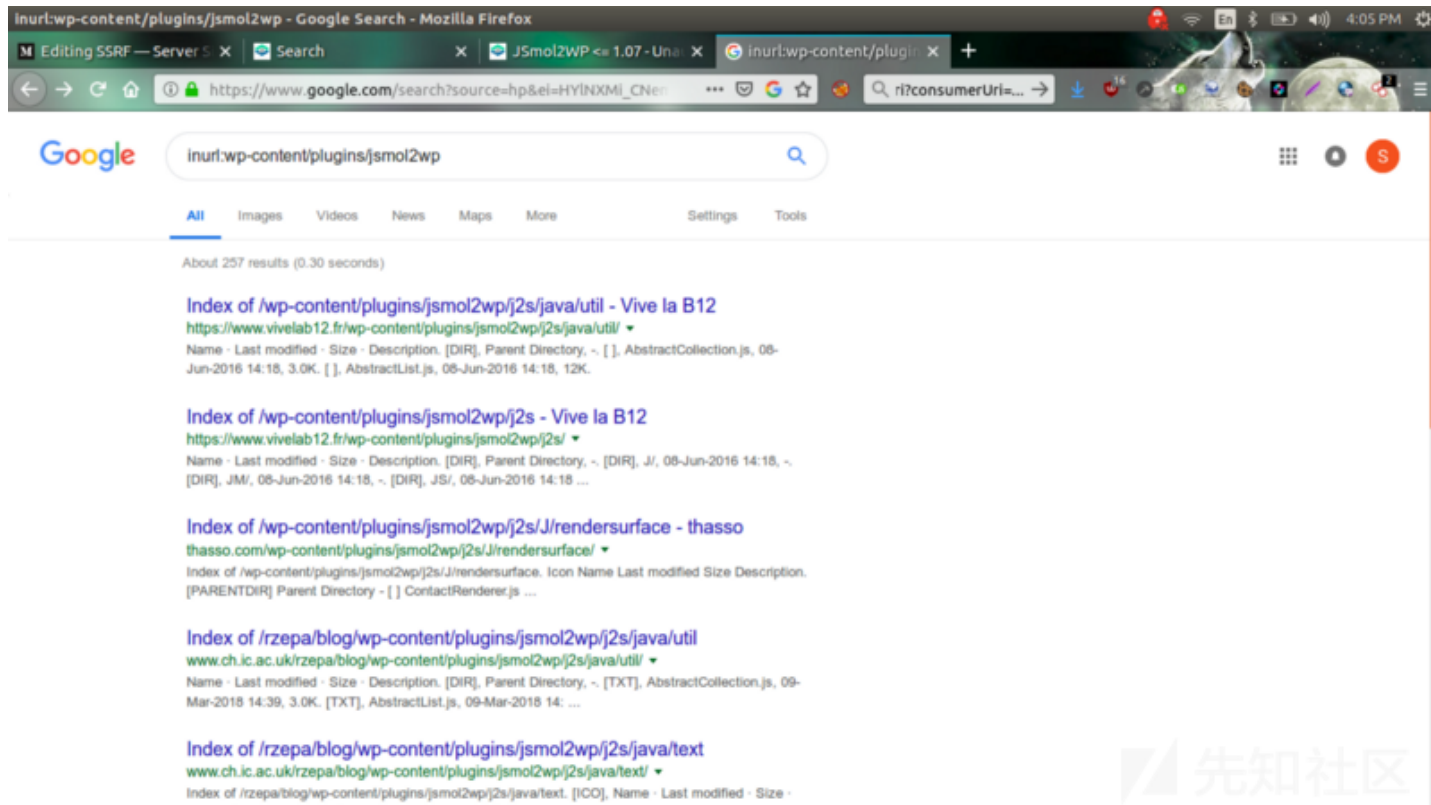 inurl:wp-content/plugins/jsmol2wp - Google Search - Mozilla Firefox
En 4:05 PM
M Editing SSRF — Server S
Search
JSmol2WP <= 1.07 - Una
inurl:wp-content/plugin
https://www.google.com/search?source=hp&ei=HYlNXMi_CNen
ri?consumerUri=...
16
2
Google
inurl:wp-content/plugins/jsmol2wp
S
All Images Videos News Maps More Settings Tools
About 257 results (0.30 seconds)
Index of /wp-content/plugins/jsmol2wp/j2s/java/util - Vive la B12
https://www.vivelab12.fr/wp-content/plugins/jsmol2wp/j2s/java/util/
Name · Last modified · Size · Description. [DIR], Parent Directory, -. [ ], AbstractCollection.js, 08-
Jun-2016 14:18, 3.0K. [ ], AbstractList.js, 08-Jun-2016 14:18, 12K.
Index of /wp-content/plugins/jsmol2wp/j2s - Vive la B12
https://www.vivelab12.fr/wp-content/plugins/jsmol2wp/j2s/
Name · Last modified · Size · Description. [DIR], Parent Directory, -. [DIR], J/, 08-Jun-2016 14:18, -.
[DIR], JM/, 08-Jun-2016 14:18, -. [DIR], JS/, 08-Jun-2016 14:18 ...
Index of /wp-content/plugins/jsmol2wp/j2s/J/rendersurface - thasso
thasso.com/wp-content/plugins/jsmol2wp/j2s/J/rendersurface/
Index of /wp-content/plugins/jsmol2wp/j2s/J/rendersurface. Icon Name Last modified Size Description.
[PARENTDIR] Parent Directory - [ ] ContactRenderer.js ...
Index of /rzepa/blog/wp-content/plugins/jsmol2wp/j2s/java/util
www.ch.ic.ac.uk/rzepa/blog/wp-content/plugins/jsmol2wp/j2s/java/util/
Name · Last modified · Size · Description. [DIR], Parent Directory, -. [TXT], AbstractCollection.js, 09-
Mar-2018 14:39, 3.0K. [TXT], AbstractList.js, 09-Mar-2018 14: ...
Index of /rzepa/blog/wp-content/plugins/jsmol2wp/j2s/java/text
www.ch.ic.ac.uk/rzepa/blog/wp-content/plugins/jsmol2wp/j2s/java/text/
Index of /rzepa/blog/wp-content/plugins/jsmol2wp/j2s/java/text. [ICO], Name · Last modified · Size ·
先知社区